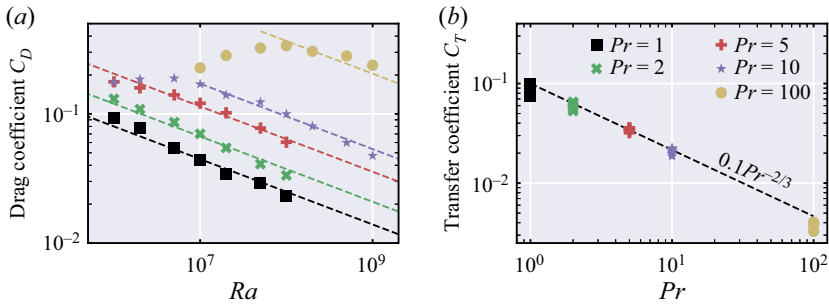 (a)
Drag coefficient C_D
10^{-1}
10^{-2}
10^7
10^9
Ra
(b)
Transfer coefficient C_T
10^{-1}
10^{-2}
10^0
10^1
10^2
Pr
Pr = 1
Pr = 2
Pr = 5
Pr = 10
Pr = 100
0.1Pr^{-2/3}